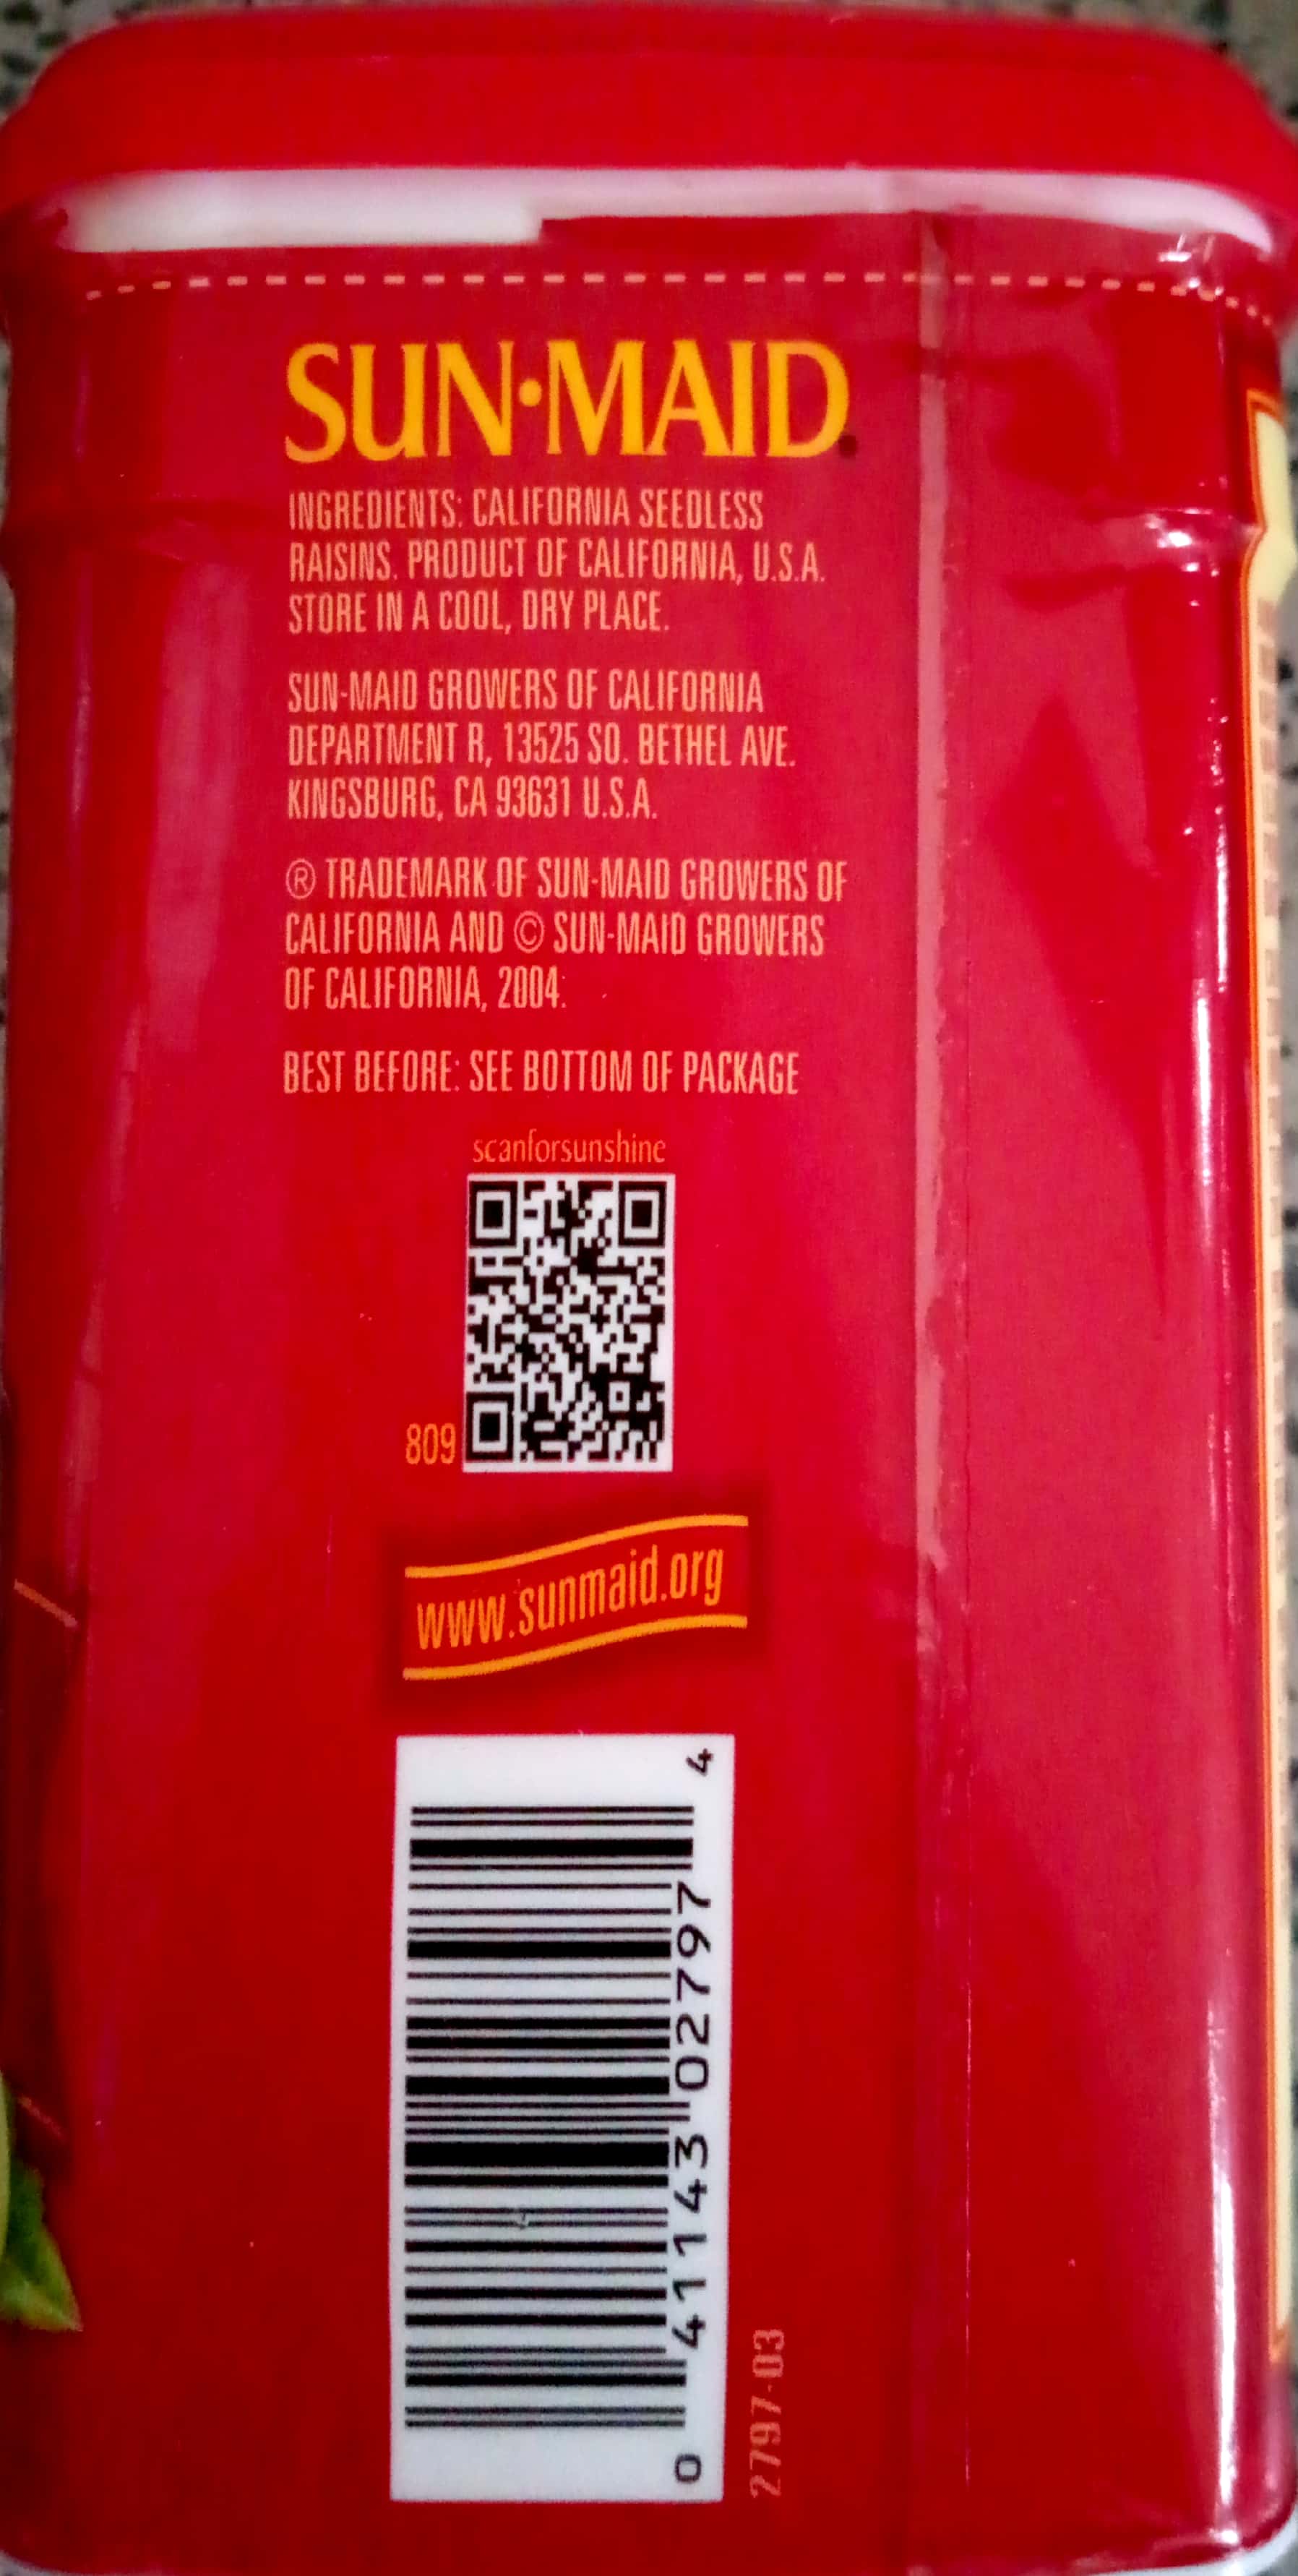 SUN·MAID®
INGREDIENTS: CALIFORNIA SEEDLESS
RAISINS. PRODUCT OF CALIFORNIA, U.S.A.
STORE IN A COOL, DRY PLACE.
SUN-MAID GROWERS OF CALIFORNIA
DEPARTMENT R, 13525 SO. BETHEL AVE.
KINGSBURG, CA 93631 U.S.A.
® TRADEMARK OF SUN-MAID GROWERS OF
CALIFORNIA AND © SUN-MAID GROWERS
OF CALIFORNIA, 2004.
BEST BEFORE: SEE BOTTOM OF PACKAGE
scanforsunshine
809
www.sunmaid.org
0 41143 02797 4
2797-03